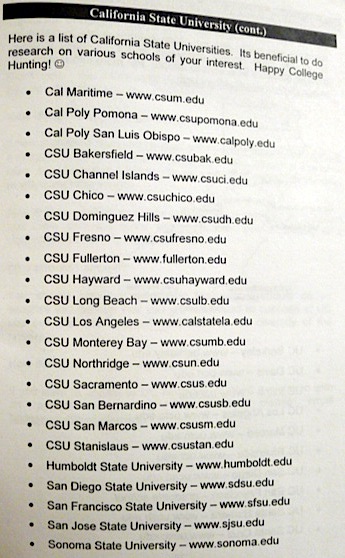 California State University (cont.)
Here is a list of California State Universities. Its beneficial to do
research on various schools of your interest. Happy College
Hunting! ☺
• Cal Maritime – www.csum.edu
• Cal Poly Pomona – www.csupomona.edu
• Cal Poly San Luis Obispo – www.calpoly.edu
• CSU Bakersfield – www.csubak.edu
• CSU Channel Islands – www.csuci.edu
• CSU Chico – www.csuchico.edu
• CSU Dominguez Hills – www.csudh.edu
• CSU Fresno – www.csufresno.edu
• CSU Fullerton – www.fullerton.edu
• CSU Hayward – www.csuhayward.edu
• CSU Long Beach – www.csulb.edu
• CSU Los Angeles – www.calstatela.edu
• CSU Monterey Bay – www.csumb.edu
• CSU Northridge – www.csun.edu
• CSU Sacramento – www.csus.edu
• CSU San Bernardino – www.csusb.edu
• CSU San Marcos – www.csusm.edu
• CSU Stanislaus – www.csustan.edu
• Humboldt State University – www.humboldt.edu
• San Diego State University – www.sdsu.edu
• San Francisco State University – www.sfsu.edu
• San Jose State University – www.sjsu.edu
• Sonoma State University – www.sonoma.edu